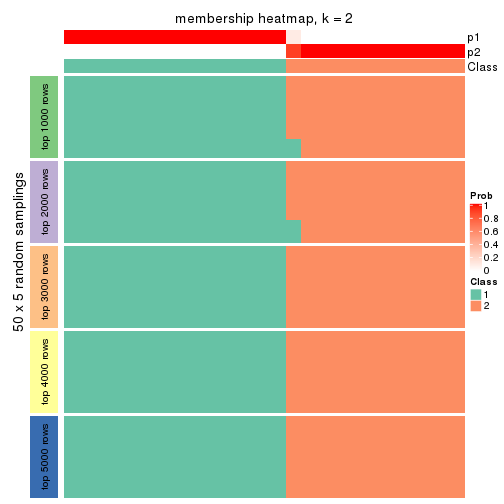 membership heatmap, k = 2
p1
p2
Class
50 x 5 random samplings
top 1000 rows
top 2000 rows
top 3000 rows
top 4000 rows
top 5000 rows
Prob
1
0.8
0.6
0.4
0.2
0
Class
1
2